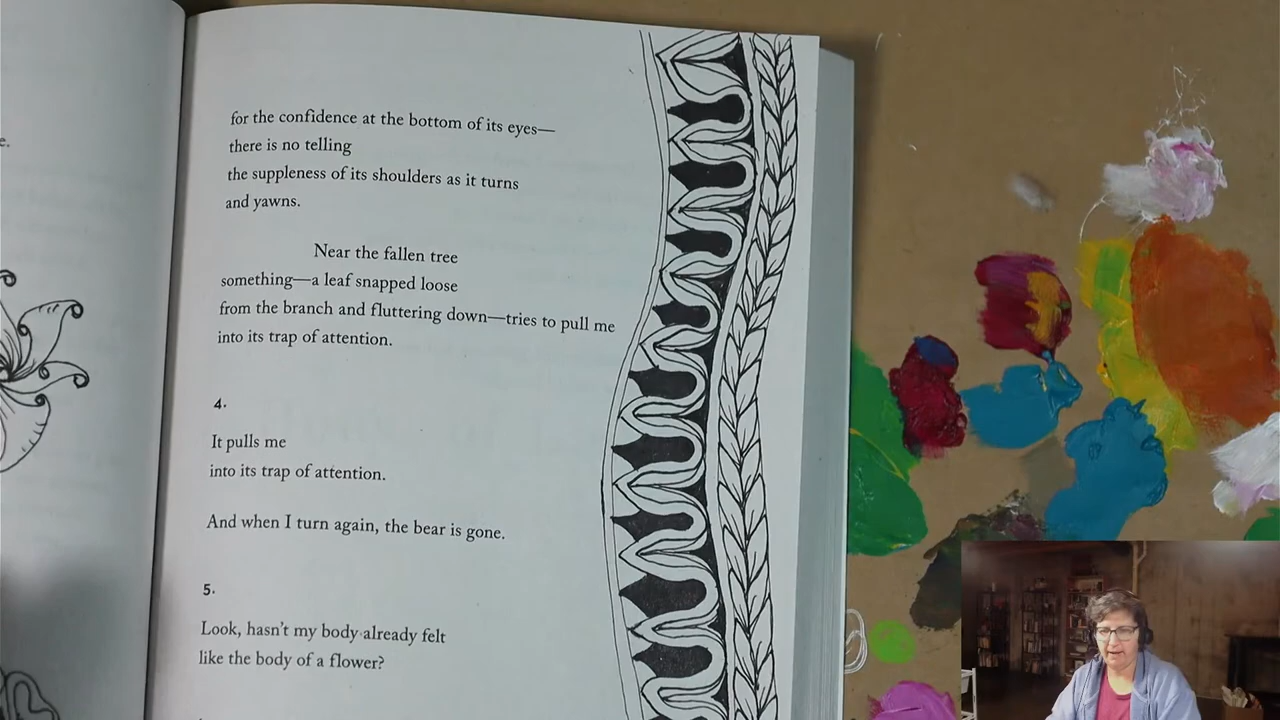 e.
for the confidence at the bottom of its eyes—
there is no telling
the suppleness of its shoulders as it turns
and yawns.
Near the fallen tree
something—a leaf snapped loose
from the branch and fluttering down—tries to pull me
into its trap of attention.
4.
It pulls me
into its trap of attention.
And when I turn again, the bear is gone.
5.
Look, hasn't my body already felt
like the body of a flower?